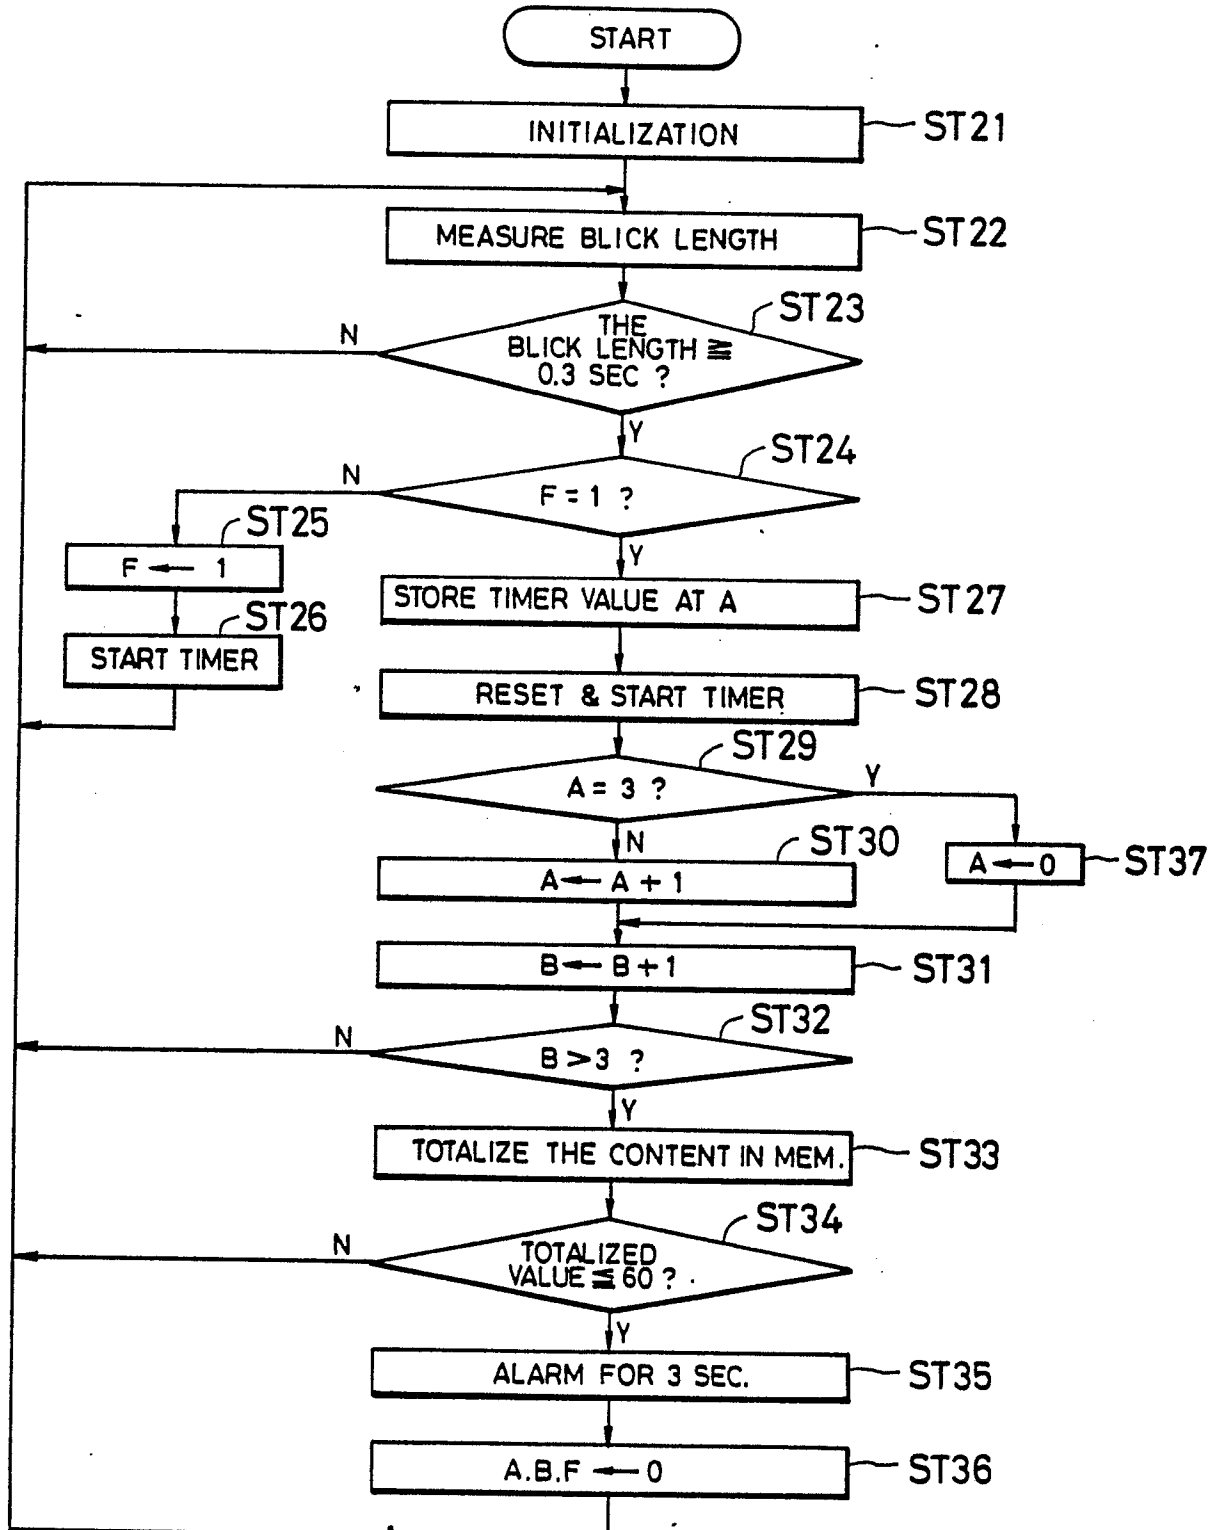 START
INITIALIZATION
ST21
MEASURE BLICK LENGTH
ST22
ST23
THE
BLICK LENGTH ≧
0.3 SEC ?
N
Y
ST24
F = 1 ?
N
Y
ST25
F ← 1
ST26
START TIMER
STORE TIMER VALUE AT A
ST27
RESET & START TIMER
ST28
ST29
A = 3 ?
Y
N
ST30
A ← A + 1
A ← 0
ST37
B ← B + 1
ST31
ST32
B > 3 ?
N
Y
TOTALIZE THE CONTENT IN MEM.
ST33
ST34
TOTALIZED
VALUE ≦ 60 ?
N
Y
ALARM FOR 3 SEC.
ST35
A.B.F ← 0
ST36